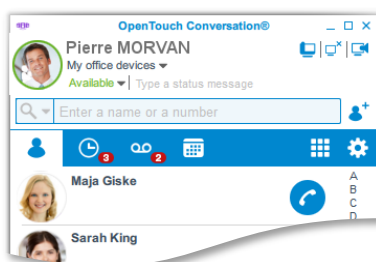 OpenTouch Conversation®
Pierre MORVAN
My office devices
Available Type a status message
Enter a name or a number
3
2
Maja Giske
A
B
C
D
Sarah King